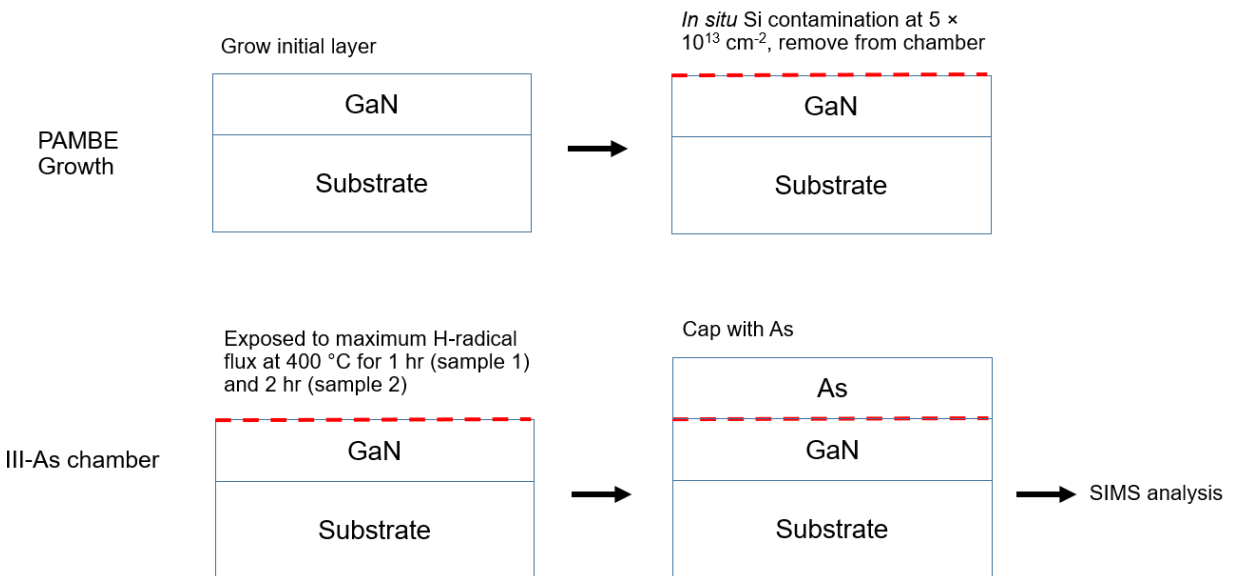 Grow initial layer
In situ Si contamination at 5 ×
10¹³ cm⁻², remove from chamber
PAMBE
Growth
GaN
Substrate
GaN
Substrate
Exposed to maximum H-radical
flux at 400 °C for 1 hr (sample 1)
and 2 hr (sample 2)
Cap with As
III-As chamber
GaN
Substrate
As
GaN
Substrate
SIMS analysis